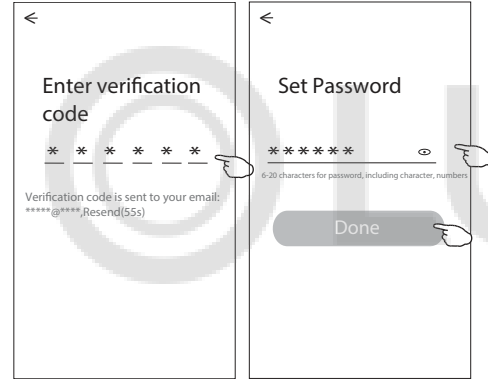 Enter verification
code
* * * * * *
Verification code is sent to your email:
*****@****,Resend(55s)
Set Password
******
6-20 characters for password, including character, numbers
Done